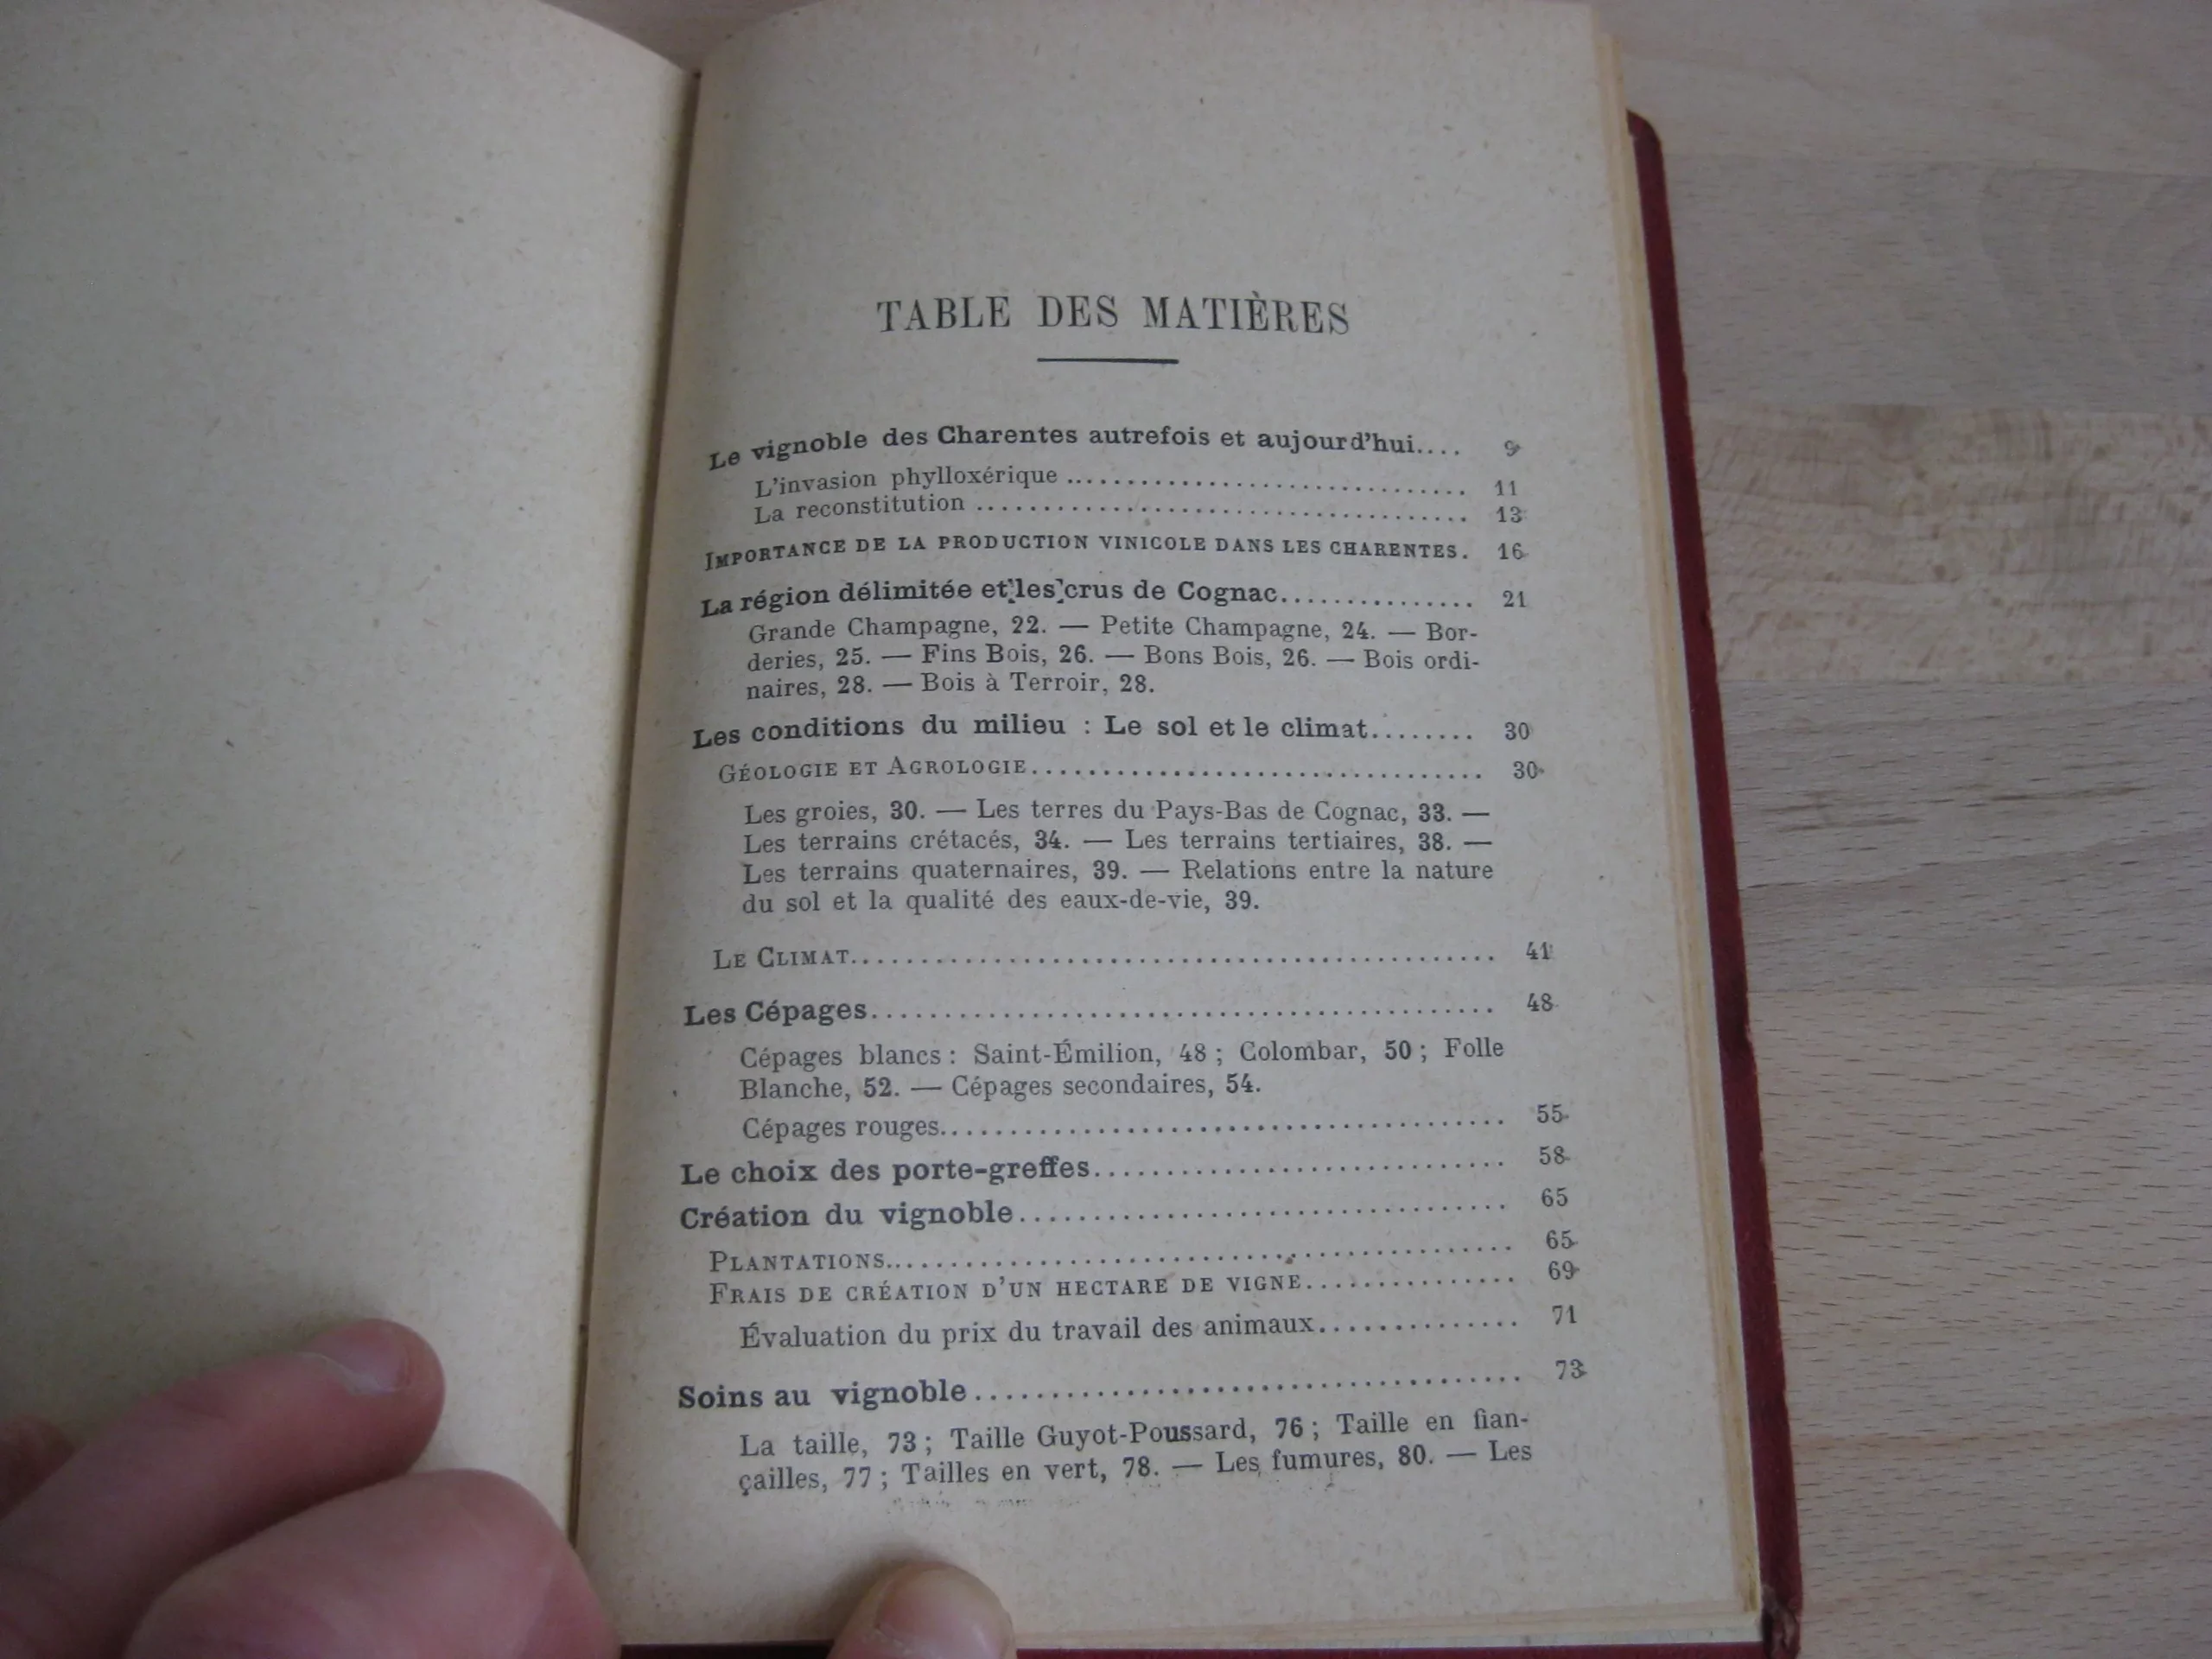 TABLE DES MATIÈRES
Le vignoble des Charentes autrefois et aujourd'hui.... 9
L'invasion phylloxérique .............................. 11
La reconstitution ..................................... 13
IMPORTANCE DE LA PRODUCTION VINICOLE DANS LES CHARENTES. 16
La région délimitée et les crus de Cognac............... 21
Grande Champagne, 22. — Petite Champagne, 24. — Bor-
deries, 25. — Fins Bois, 26. — Bons Bois, 26. — Bois ordi-
naires, 28. — Bois à Terroir, 28.
Les conditions du milieu : Le sol et le climat........ 30
GÉOLOGIE ET AGROLOGIE................................. 30
Les groies, 30. — Les terres du Pays-Bas de Cognac, 33. —
Les terrains crétacés, 34. — Les terrains tertiaires, 38. —
Les terrains quaternaires, 39. — Relations entre la nature
du sol et la qualité des eaux-de-vie, 39.
LE CLIMAT............................................... 41
Les Cépages............................................. 48
Cépages blancs : Saint-Émilion, 48 ; Colombar, 50 ; Folle
Blanche, 52. — Cépages secondaires, 54.
Cépages rouges.......................................... 55
Le choix des porte-greffes.............................. 58
Création du vignoble.................................... 65
PLANTATIONS............................................. 65
FRAIS DE CRÉATION D'UN HECTARE DE VIGNE............... 69
Évaluation du prix du travail des animaux.............. 71
Soins au vignoble....................................... 73
La taille, 73 ; Taille Guyot-Poussard, 76 ; Taille en fian-
çailles, 77 ; Tailles en vert, 78. — Les fumures, 80. — Les